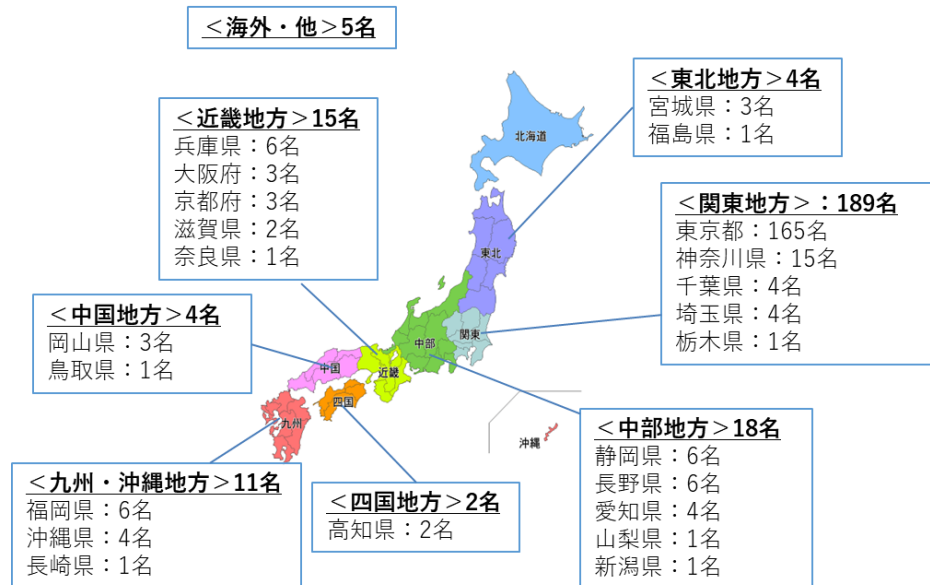 ＜海外・他＞5名
＜東北地方＞4名
宮城県：3名
福島県：1名
＜近畿地方＞15名
兵庫県：6名
大阪府：3名
京都府：3名
滋賀県：2名
奈良県：1名
＜関東地方＞：189名
東京都：165名
神奈川県：15名
千葉県：4名
埼玉県：4名
栃木県：1名
＜中国地方＞4名
岡山県：3名
鳥取県：1名
北海道
東北
関東
中部
近畿
中国
四国
九州
沖縄
＜中部地方＞18名
静岡県：6名
長野県：6名
愛知県：4名
山梨県：1名
新潟県：1名
＜九州・沖縄地方＞11名
福岡県：6名
沖縄県：4名
長崎県：1名
＜四国地方＞2名
高知県：2名